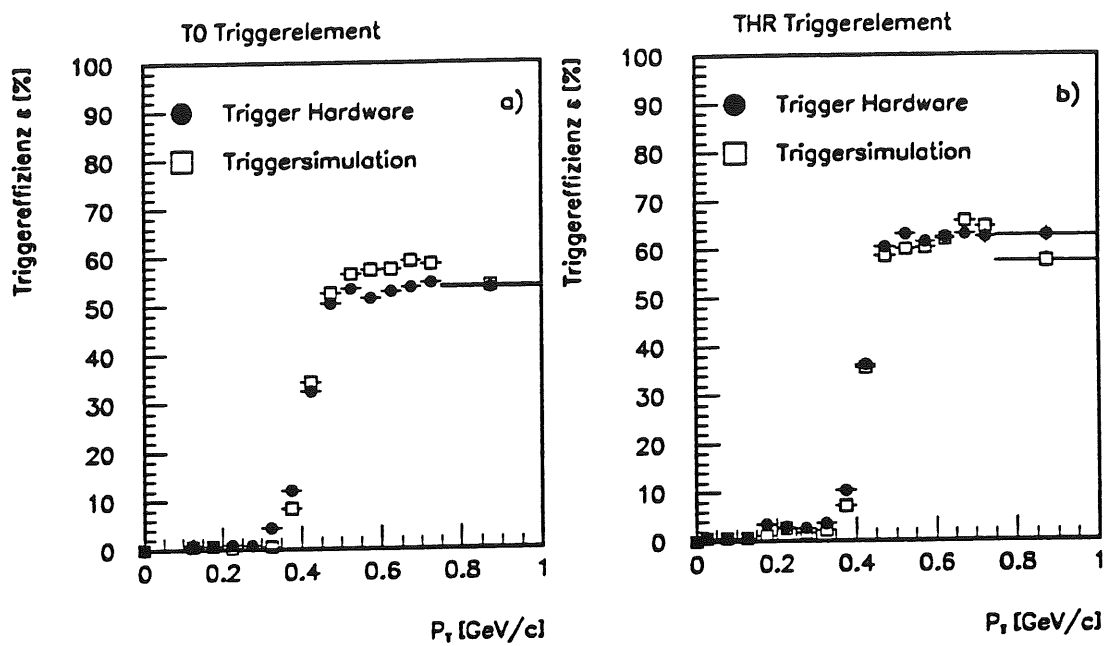 T0 Triggerelement
Triggereffizienz ε [%]
100
90
80
70
60
50
40
30
20
10
0
Trigger Hardware
a)
Triggersimulation
0
0.2
0.4
0.6
0.8
1
P_T [GeV/c]
THR Triggerelement
Triggereffizienz ε [%]
100
90
80
70
60
50
40
30
20
10
0
Trigger Hardware
b)
Triggersimulation
0
0.2
0.4
0.6
0.8
1
P_T [GeV/c]